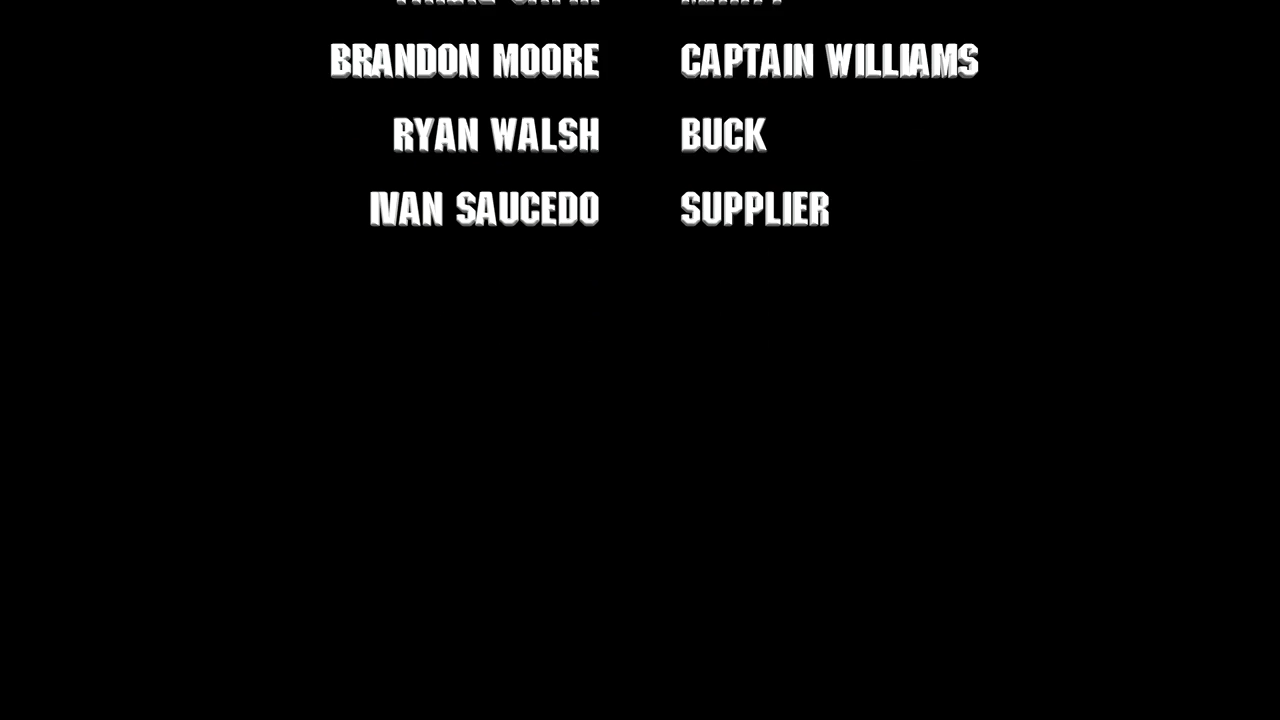 BRANDON MOORE CAPTAIN WILLIAMS
RYAN WALSH BUCK
IVAN SAUCEDO SUPPLIER